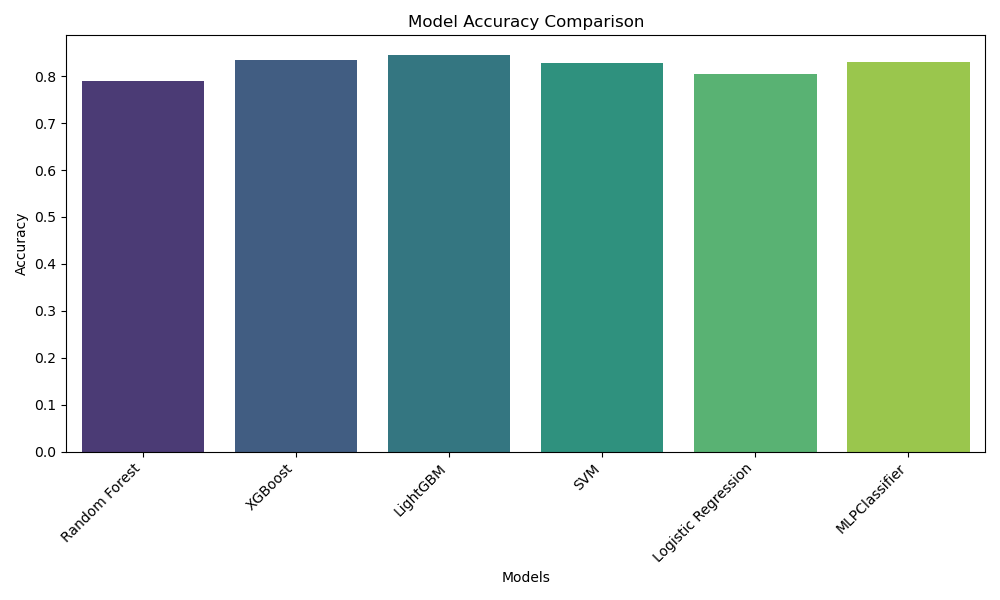 Model Accuracy Comparison
Accuracy
0.8
0.7
0.6
0.5
0.4
0.3
0.2
0.1
0.0
Random Forest
XGBoost
LightGBM
SVM
Logistic Regression
MLPClassifier
Models